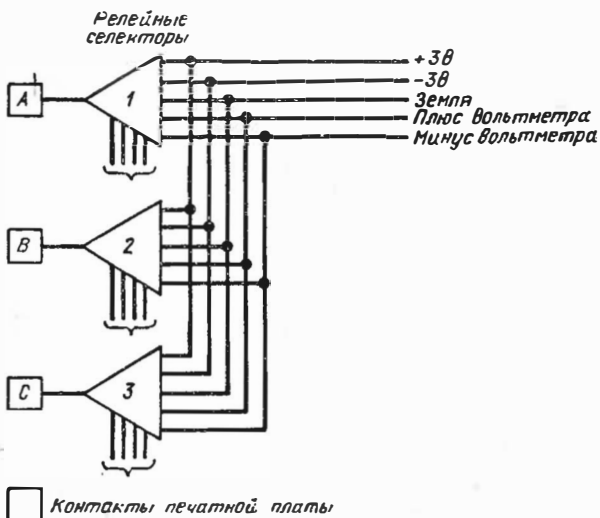 Релейные
селекторы
+3В
-3В
Земля
Плюс вольтметра
Минус вольтметра
A
1
B
2
C
3
Контакты печатной платы